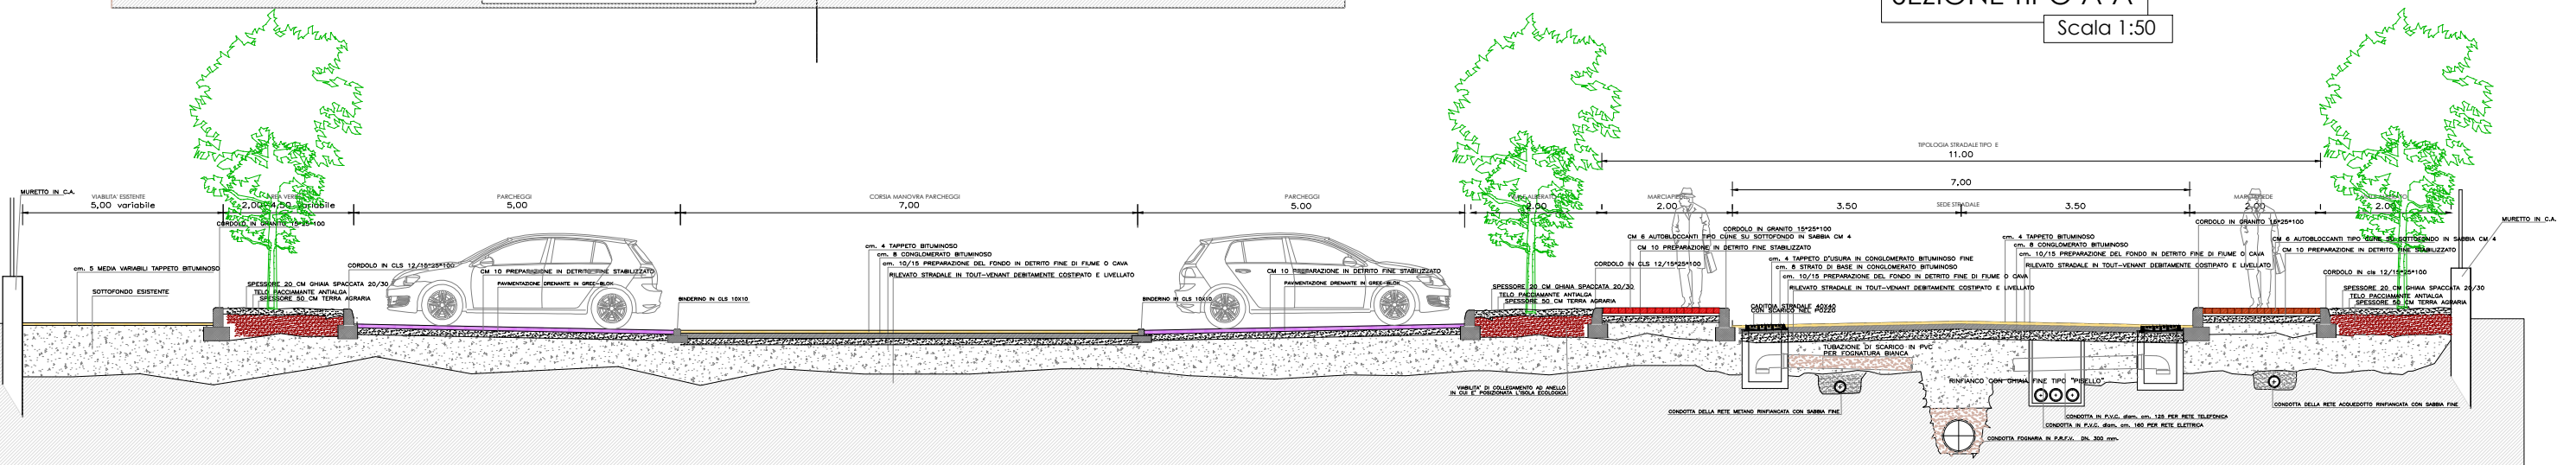 SEZIONE TIPO A-A
Scala 1:50
TIPOLOGIA STRADALE TIPO E
11.00
7.00
MURETTO IN C.A.
VIABILITA' ESISTENTE
5,00 variabile
AREA VERDE
2,00-4,50 variabile
PARCHEGGI
5,00
CORSIA MANOVRA PARCHEGGI
7,00
PARCHEGGI
5.00
2.00
MARCIAPIEDE
2.00
3.50
SEDE STRADALE
3.50
MARCIAPIEDE
2.00
2.00
MURETTO IN C.A.
CORDOLO IN GRANITO 15*25*100
cm. 5 MEDIA VARIABILI TAPPETO BITUMINOSO
SOTTOFONDO ESISTENTE
CORDOLO IN CLS 12/15*25*100
SPESSORE 20 CM GHIAIA SPACCATA 20/30
TELO PACCIAMANTE ANTIALGA
SPESSORE 50 CM TERRA AGRARIA
CM 10 PREPARAZIONE IN DETRITO FINE STABILIZZATO
PAVIMENTAZIONE DRENANTE IN GREE-BLOK
BINDERINO IN CLS 10X10
cm. 4 TAPPETO BITUMINOSO
cm. 8 CONGLOMERATO BITUMINOSO
cm. 10/15 PREPARAZIONE DEL FONDO IN DETRITO FINE DI FIUME O CAVA
RILEVATO STRADALE IN TOUT-VENANT DEBITAMENTE COSTIPATO E LIVELLATO
BINDERINO IN CLS 10X10
CM 10 PREPARAZIONE IN DETRITO FINE STABILIZZATO
PAVIMENTAZIONE DRENANTE IN GREE-BLOK
SPESSORE 20 CM GHIAIA SPACCATA 20/30
TELO PACCIAMANTE ANTIALGA
SPESSORE 50 CM TERRA AGRARIA
CORDOLO IN GRANITO 15*25*100
CM 6 AUTOBLOCCANTI TIPO CUNE SU SOTTOFONDO IN SABBIA CM 4
CM 10 PREPARAZIONE IN DETRITO FINE STABILIZZATO
CORDOLO IN CLS 12/15*25*100
cm. 4 TAPPETO D'USURA IN CONGLOMERATO BITUMINOSO FINE
cm. 8 STRATO DI BASE IN CONGLOMERATO BITUMINOSO
cm. 10/15 PREPARAZIONE DEL FONDO IN DETRITO FINE DI FIUME O CAVA
RILEVATO STRADALE IN TOUT-VENANT DEBITAMENTE COSTIPATO E LIVELLATO
CADITOIA STRADALE 40X40
CON SCARICO NEL POZZO
cm. 4 TAPPETO BITUMINOSO
cm. 8 CONGLOMERATO BITUMINOSO
cm. 10/15 PREPARAZIONE DEL FONDO IN DETRITO FINE DI FIUME O CAVA
RILEVATO STRADALE IN TOUT-VENANT DEBITAMENTE COSTIPATO E LIVELLATO
CORDOLO IN GRANITO 15*25*100
CM 6 AUTOBLOCCANTI TIPO CUNE SU SOTTOFONDO IN SABBIA CM 4
CM 10 PREPARAZIONE IN DETRITO FINE STABILIZZATO
CORDOLO IN cls 12/15*25*100
SPESSORE 20 CM GHIAIA SPACCATA 20/30
TELO PACCIAMANTE ANTIALGA
SPESSORE 50 CM TERRA AGRARIA
TUBAZIONE DI SCARICO IN PVC
PER FOGNATURA BIANCA
VIABILITA' DI COLLEGAMENTO AD ANELLO
IN CUI E' POSIZIONATA L'ISOLA ECOLOGICA
RINFIANCO CON GHIAIA FINE TIPO "PISELLO"
CONDOTTA DELLA RETE METANO RINFIANCATA CON SABBIA FINE
CONDOTTA DELLA RETE ACQUEDOTTO RINFIANCATA CON SABBIA FINE
CONDOTTA IN P.V.C. diam. cm. 125 PER RETE TELEFONICA
CONDOTTA IN P.V.C. diam. cm. 160 PER RETE ELETTRICA
CONDOTTA FOGNARIA IN P.R.F.V. DN. 300 mm.